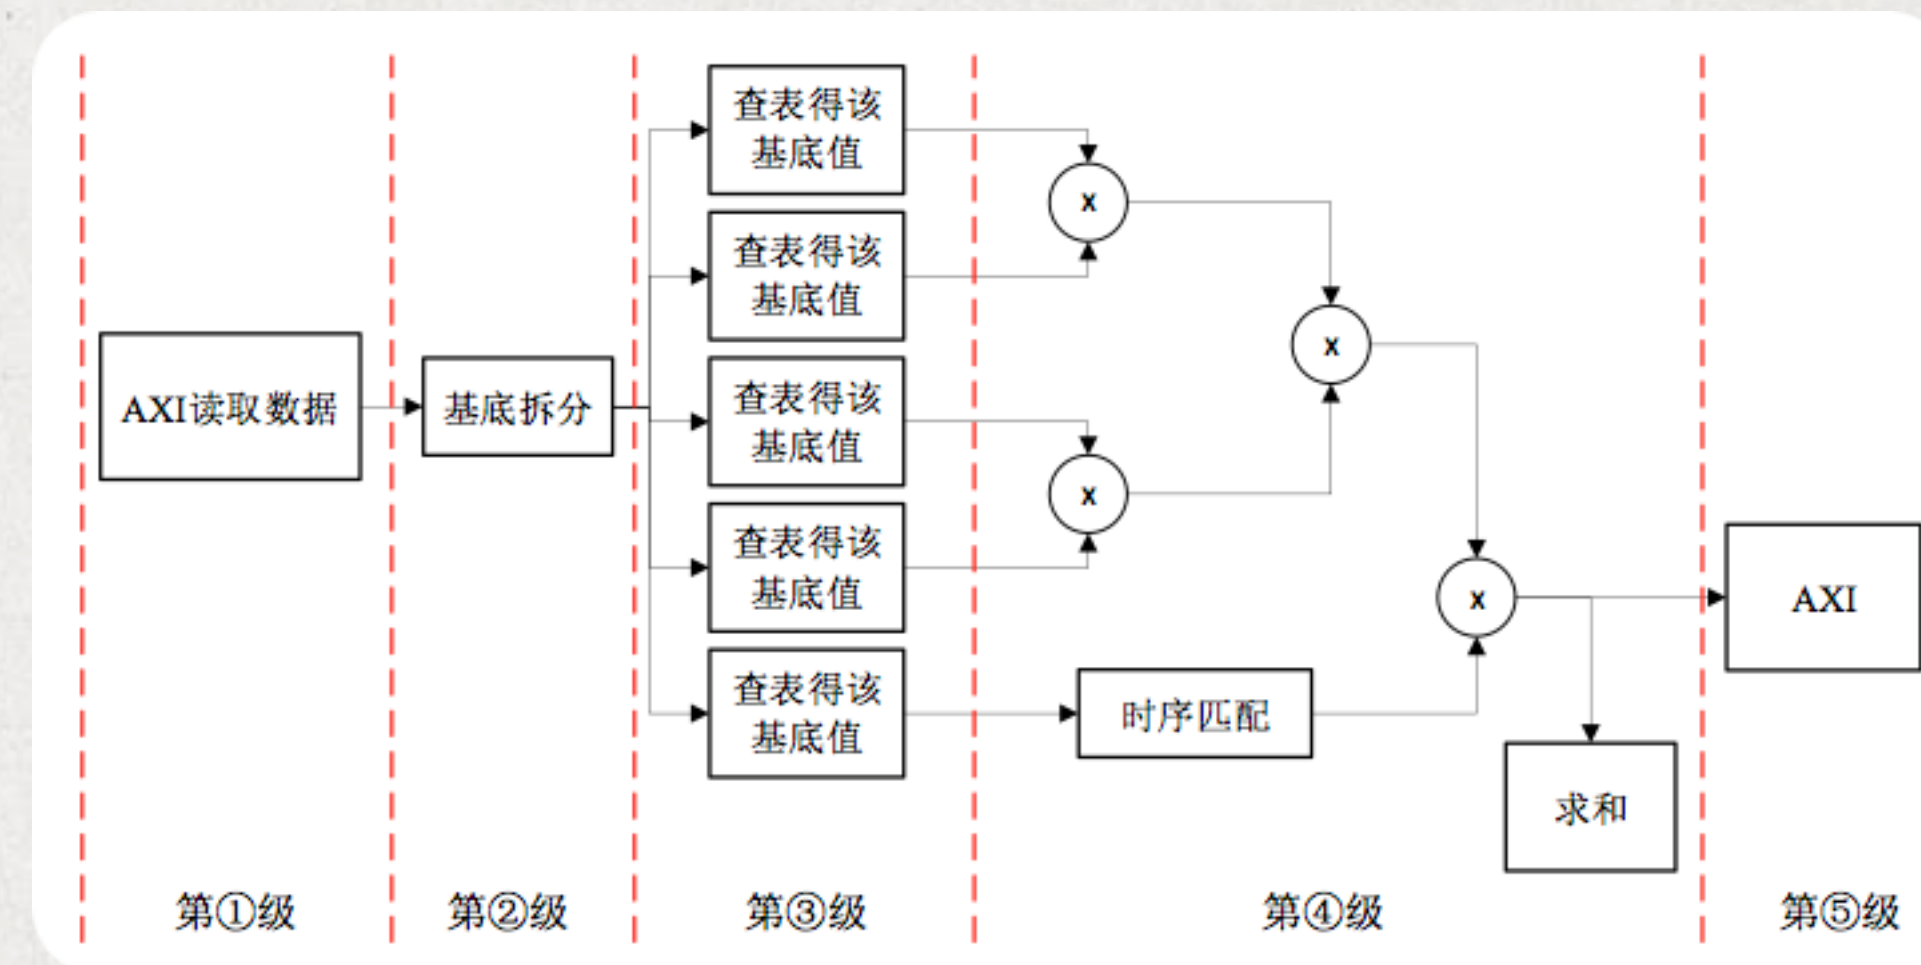 查表得该
基底值
x
查表得该
基底值
x
AXI读取数据
基底拆分
查表得该
基底值
x
查表得该
基底值
x
AXI
查表得该
基底值
时序匹配
求和
第①级
第②级
第③级
第④级
第⑤级